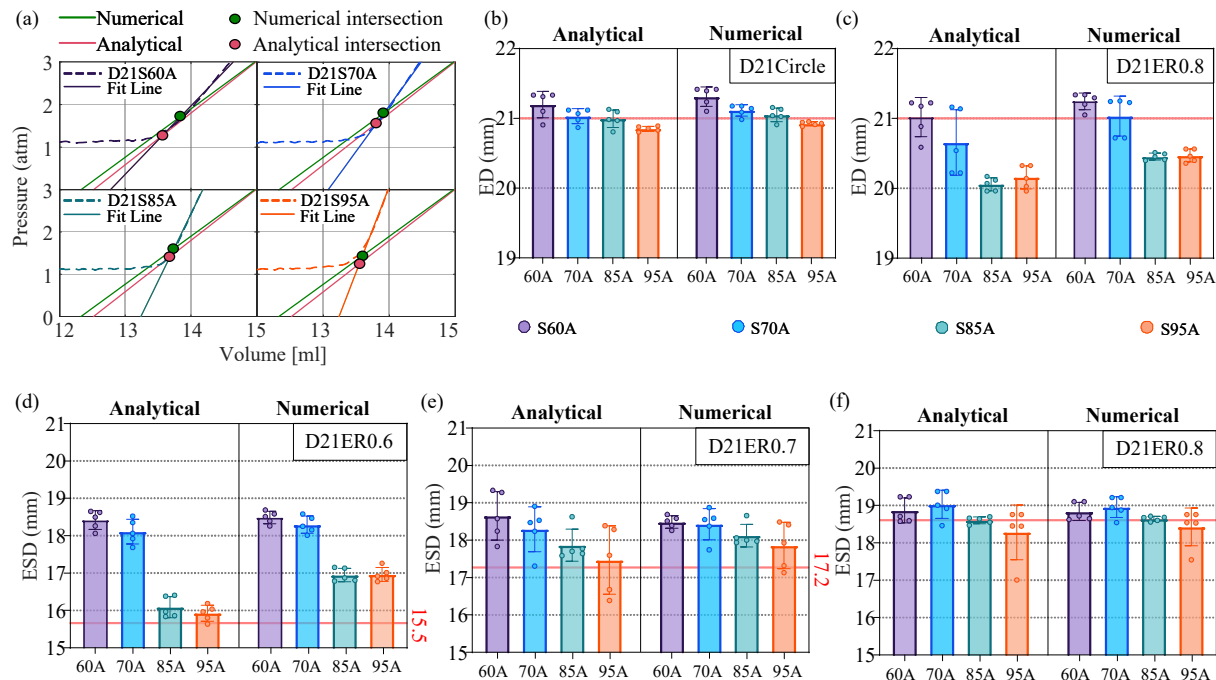 (a)
Numerical
Numerical intersection
Analytical
Analytical intersection
Pressure (atm)
3
2
1
0
3
2
1
0
D21S60A
Fit Line
D21S70A
Fit Line
D21S85A
Fit Line
D21S95A
Fit Line
12 13 14 15 13 14 15
Volume [ml]
(b)
Analytical Numerical
D21Circle
ED (mm)
22
21
20
19
60A 70A 85A 95A 60A 70A 85A 95A
(c)
Analytical Numerical
D21ER0.8
ED (mm)
22
21
20
19
60A 70A 85A 95A 60A 70A 85A 95A
S60A S70A S85A S95A
(d)
Analytical Numerical
D21ER0.6
ESD (mm)
21
20
19
18
17
16
15
15.5
60A 70A 85A 95A 60A 70A 85A 95A
(e)
Analytical Numerical
D21ER0.7
ESD (mm)
21
20
19
18
17
16
15
17.2
60A 70A 85A 95A 60A 70A 85A 95A
(f)
Analytical Numerical
D21ER0.8
ESD (mm)
21
20
19
18
17
16
15
60A 70A 85A 95A 60A 70A 85A 95A